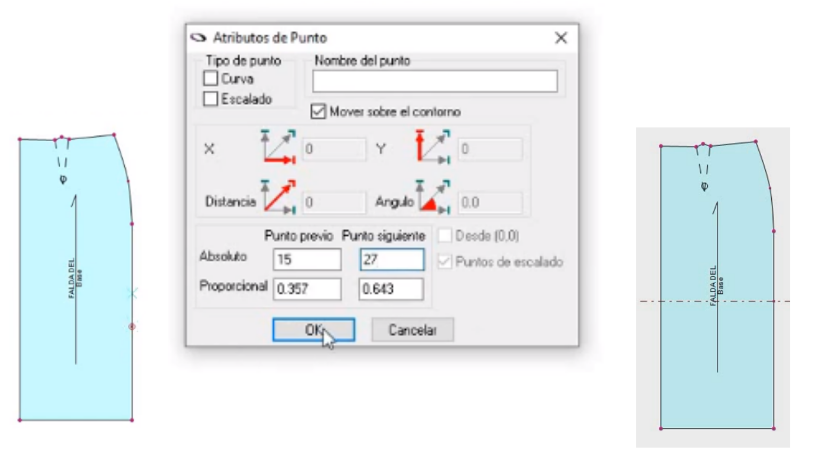 Atributos de Punto
Tipo de punto
Nombre del punto
Curva
Escalado
Mover sobre el contorno
X 0 Y 0
Distancia 0 Angulo 0.0
Punto previo Punto siguiente Desde (0,0)
Absoluto 15 27 Puntos de escalado
Proporcional 0.357 0.643
OK Cancelar
FALDA DEL
Base
FALDA DEL
Base